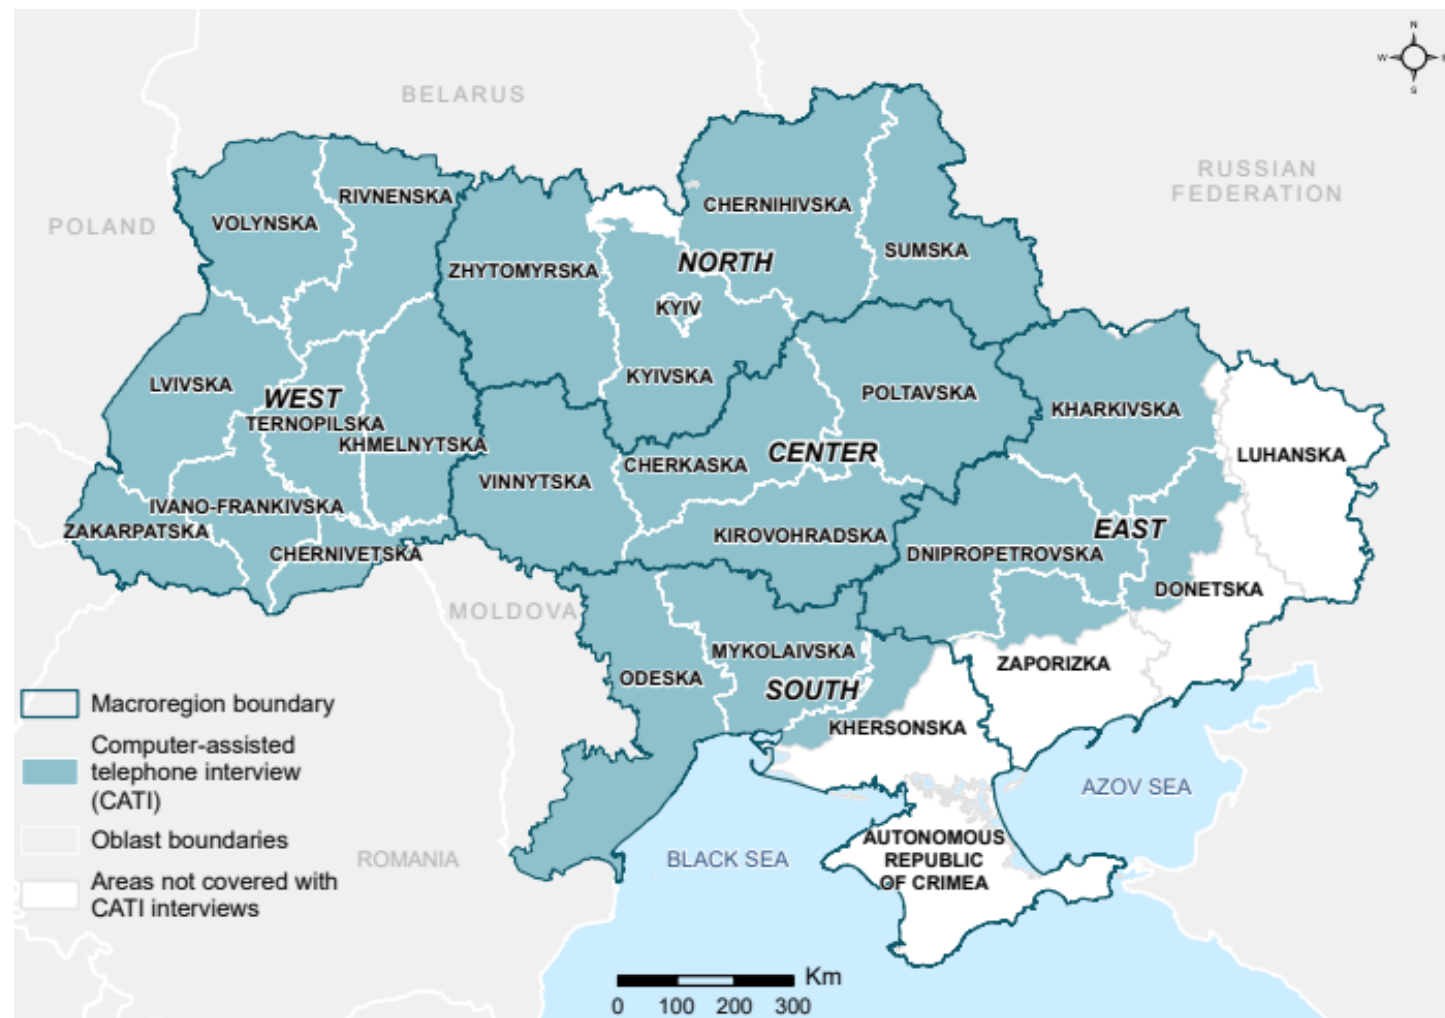 N
W
S
BELARUS
RUSSIAN
FEDERATION
POLAND
VOLYNSKA
RIVNENSKA
CHERNIHIVSKA
SUMSKA
ZHYTOMYRSKA
NORTH
KYIV
KYIVSKA
LVIVSKA
WEST
TERNOPILSKA
KHMELNYTSKA
POLTAVSKA
KHARKIVSKA
LUHANSKA
CHERKASKA
CENTER
VINNYTSKA
IVANO-FRANKIVSKA
ZAKARPATSKA
CHERNIVETSKA
KIROVOHRADSKA
DNIPROPETROVSKA
EAST
DONETSKA
MOLDOVA
ODESKA
MYKOLAIVSKA
SOUTH
ZAPORIZKA
KHERSONSKA
AZOV SEA
AUTONOMOUS
REPUBLIC
OF CRIMEA
BLACK SEA
ROMANIA
Macroregion boundary
Computer-assisted
telephone interview
(CATI)
Oblast boundaries
Areas not covered with
CATI interviews
Km
0 100 200 300